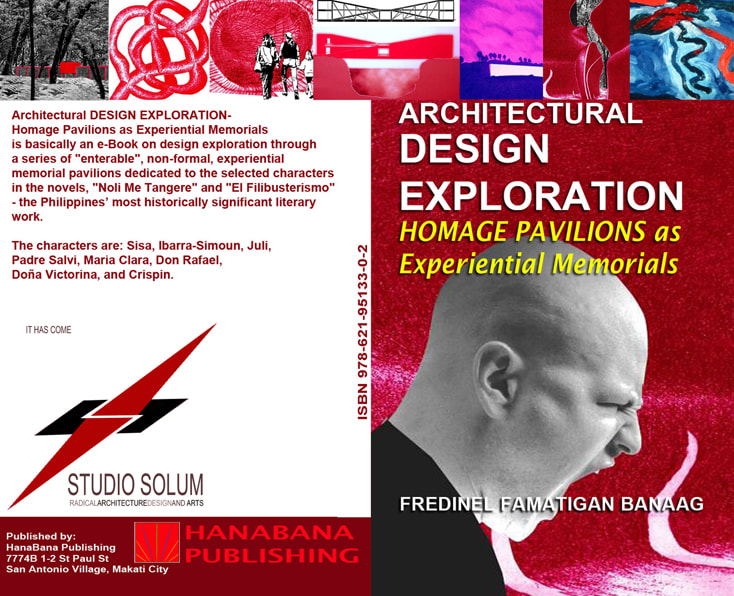 Architectural DESIGN EXPLORATION-
Homage Pavilions as Experiential Memorials
is basically an e-Book on design exploration through
a series of "enterable", non-formal, experiential
memorial pavilions dedicated to the selected characters
in the novels, "Noli Me Tangere" and "El Filibusterismo"
- the Philippines’ most historically significant literary
work.
The characters are: Sisa, Ibarra-Simoun, Juli,
Padre Salvi, Maria Clara, Don Rafael,
Doña Victorina, and Crispin.
IT HAS COME
STUDIO SOLUM
RADICALARCHITECTUREDESIGNAND ARTS
Published by:
HanaBana Publishing
7774B 1-2 St Paul St
San Antonio Village, Makati City
HANABANA
PUBLISHING
ISBN 978-621-95133-0-2
ARCHITECTURAL
DESIGN
EXPLORATION
HOMAGE PAVILIONS as
Experiential Memorials
FREDINEL FAMATIGAN BANAAG